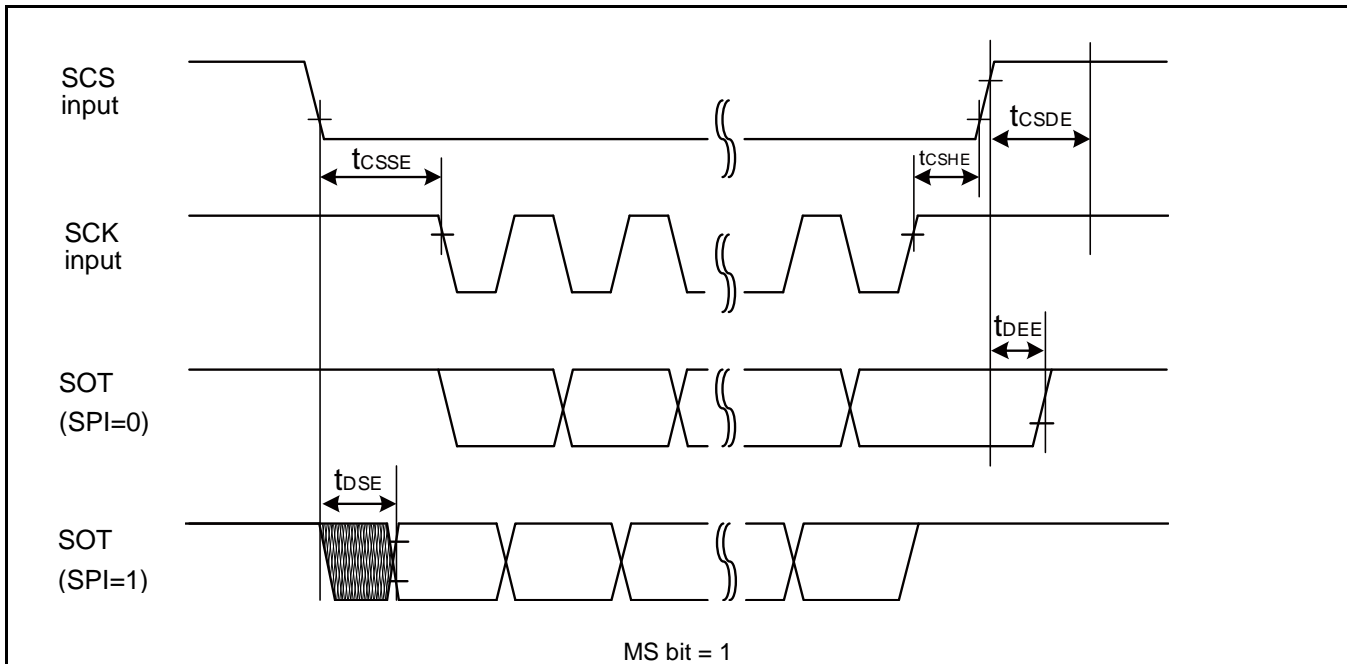 SCS
input
tCSDE
tCSSE
tCSHE
SCK
input
tDEE
SOT
(SPI=0)
tDSE
SOT
(SPI=1)
MS bit = 1